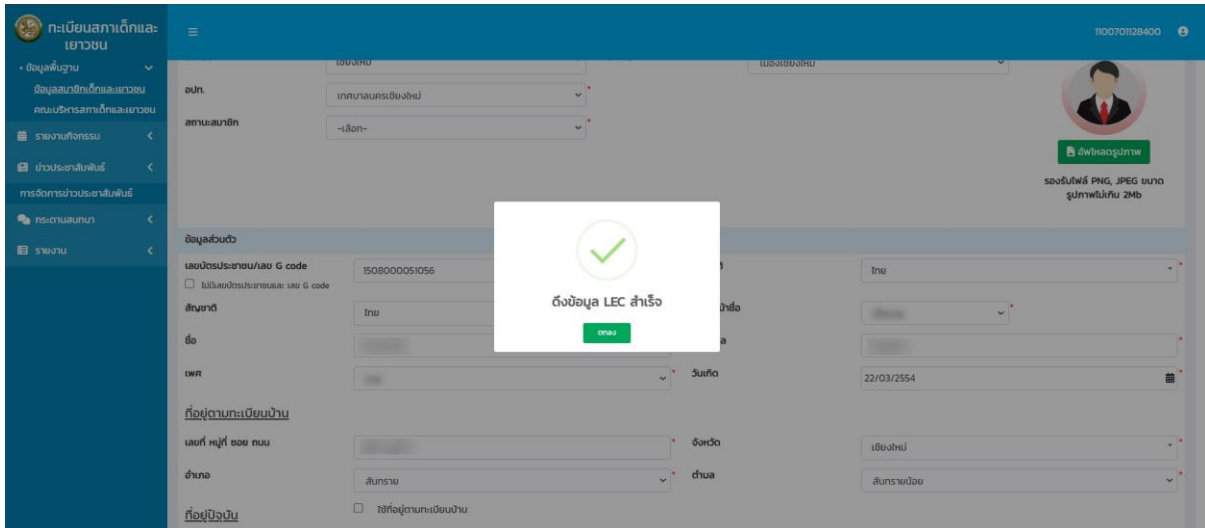 ทะเบียนสภาเด็กและ
เยาวชน
1100701128400
• ข้อมูลพื้นฐาน
ข้อมูลสมาชิกเด็กและเยาวชน
คณะบริหารสภาเด็กและเยาวชน
รายงานกิจกรรม
ข่าวประชาสัมพันธ์
การจัดการข่าวประชาสัมพันธ์
กระดานสนทนา
รายงาน
เชียงใหม่ เมืองเชียงใหม่
อปท. เทศบาลนครเชียงใหม่ *
สถานะสมาชิก -เลือก- *
อัพโหลดรูปภาพ
รองรับไฟล์ PNG, JPEG ขนาด
รูปภาพไม่เกิน 2Mb
ข้อมูลส่วนตัว
เลขบัตรประชาชน/เลข G code 1508000051056 ไทย *
ไม่มีเลขบัตรประชาชนและ เลข G code
ดึงข้อมูล LEC สำเร็จ
ตกลง
สัญชาติ ไทย *
ชื่อ *
เพศ * วันเกิด 22/03/2554 *
ที่อยู่ตามทะเบียนบ้าน
เลขที่ หมู่ที่ ซอย ถนน * จังหวัด เชียงใหม่ *
อำเภอ สันทราย * ตำบล สันทรายน้อย *
ที่อยู่ปัจจุบัน ใช้ที่อยู่ตามทะเบียนบ้าน